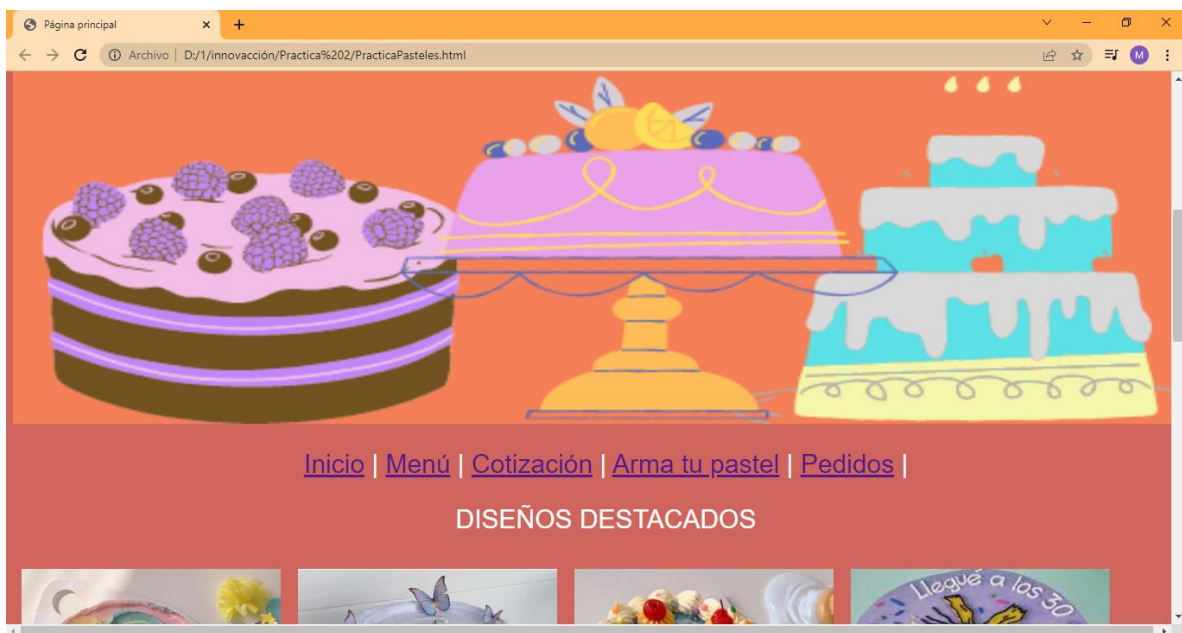 Página principal
Archivo | D:/1/innovacción/Practica%202/PracticaPasteles.html
M
Inicio | Menú | Cotización | Arma tu pastel | Pedidos |
DISEÑOS DESTACADOS
Llegué a los 30